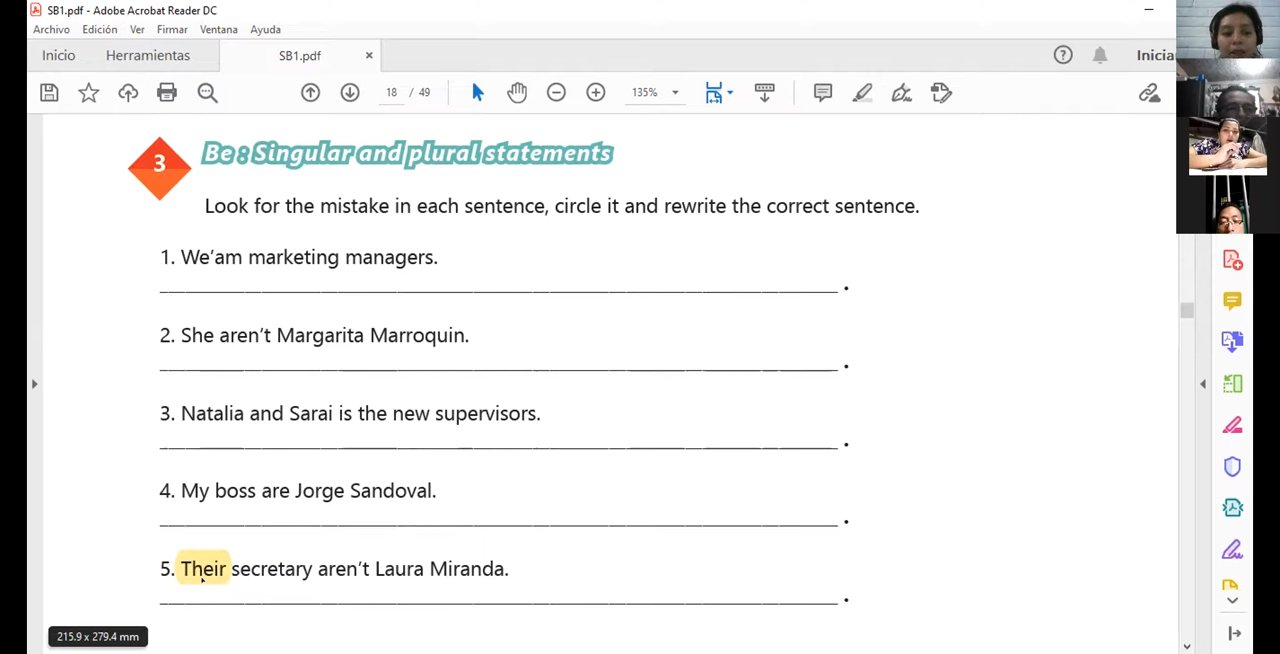 SB1.pdf - Adobe Acrobat Reader DC
Archivo Edición Ver Firmar Ventana Ayuda
Inicio Herramientas SB1.pdf × ? Inicia
18 / 49 135%
3 Be : Singular and plural statements
Look for the mistake in each sentence, circle it and rewrite the correct sentence.
1. We’am marketing managers.
.
2. She aren’t Margarita Marroquin.
.
3. Natalia and Sarai is the new supervisors.
.
4. My boss are Jorge Sandoval.
.
5. Their secretary aren’t Laura Miranda.
.
215.9 x 279.4 mm